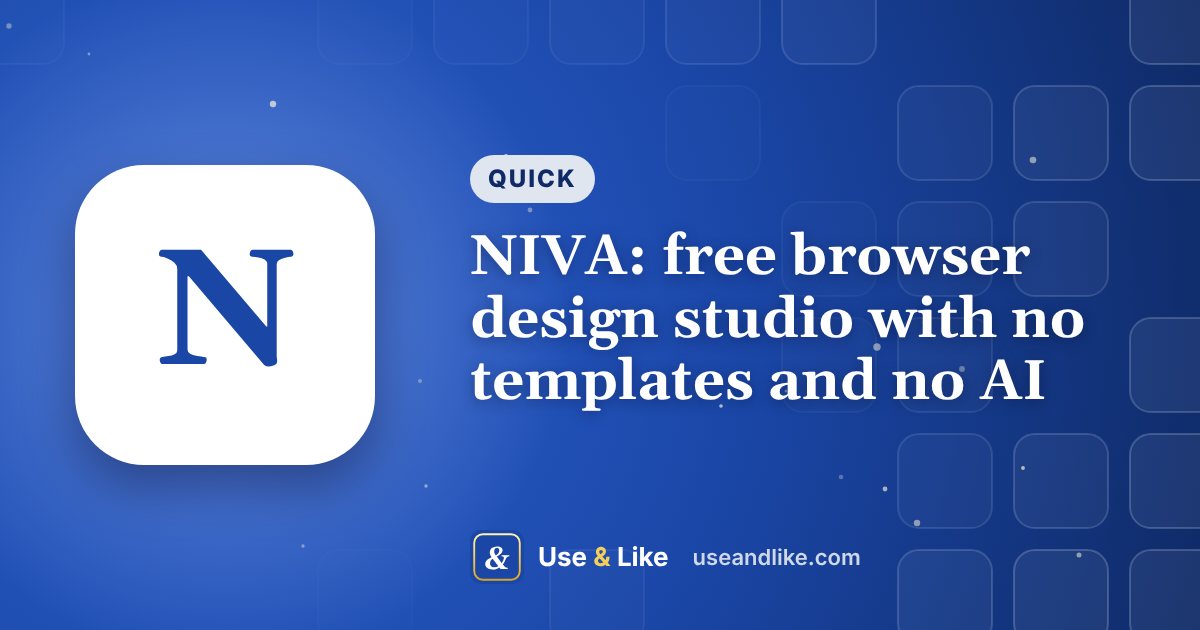 N
QUICK
NIVA: free browser
design studio with no
templates and no AI
& Use & Like useandlike.com